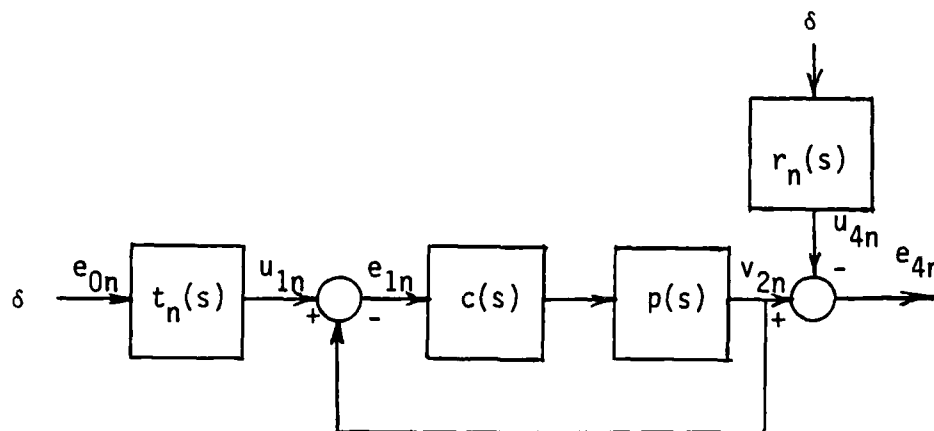 δ
r_n(s)
u_4n
e_4n
-
δ
e_0n
t_n(s)
u_1n
+
-
e_1n
c(s)
p(s)
v_2n
+